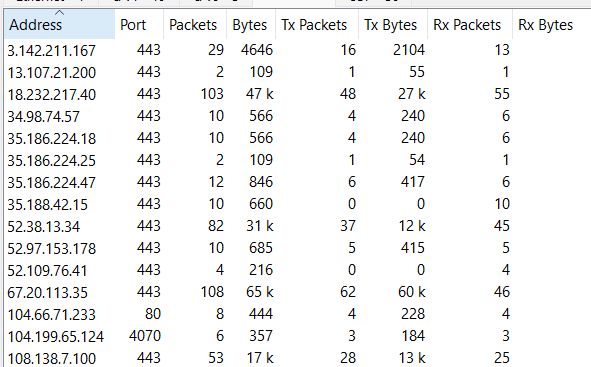 Address Port Packets Bytes Tx Packets Tx Bytes Rx Packets Rx Bytes
3.142.211.167 443 29 4646 16 2104 13
13.107.21.200 443 2 109 1 55 1
18.232.217.40 443 103 47 k 48 27 k 55
34.98.74.57 443 10 566 4 240 6
35.186.224.18 443 10 566 4 240 6
35.186.224.25 443 2 109 1 54 1
35.186.224.47 443 12 846 6 417 6
35.188.42.15 443 10 660 0 0 10
52.38.13.34 443 82 31 k 37 12 k 45
52.97.153.178 443 10 685 5 415 5
52.109.76.41 443 4 216 0 0 4
67.20.113.35 443 108 65 k 62 60 k 46
104.66.71.233 80 8 444 4 228 4
104.199.65.124 4070 6 357 3 184 3
108.138.7.100 443 53 17 k 28 13 k 25